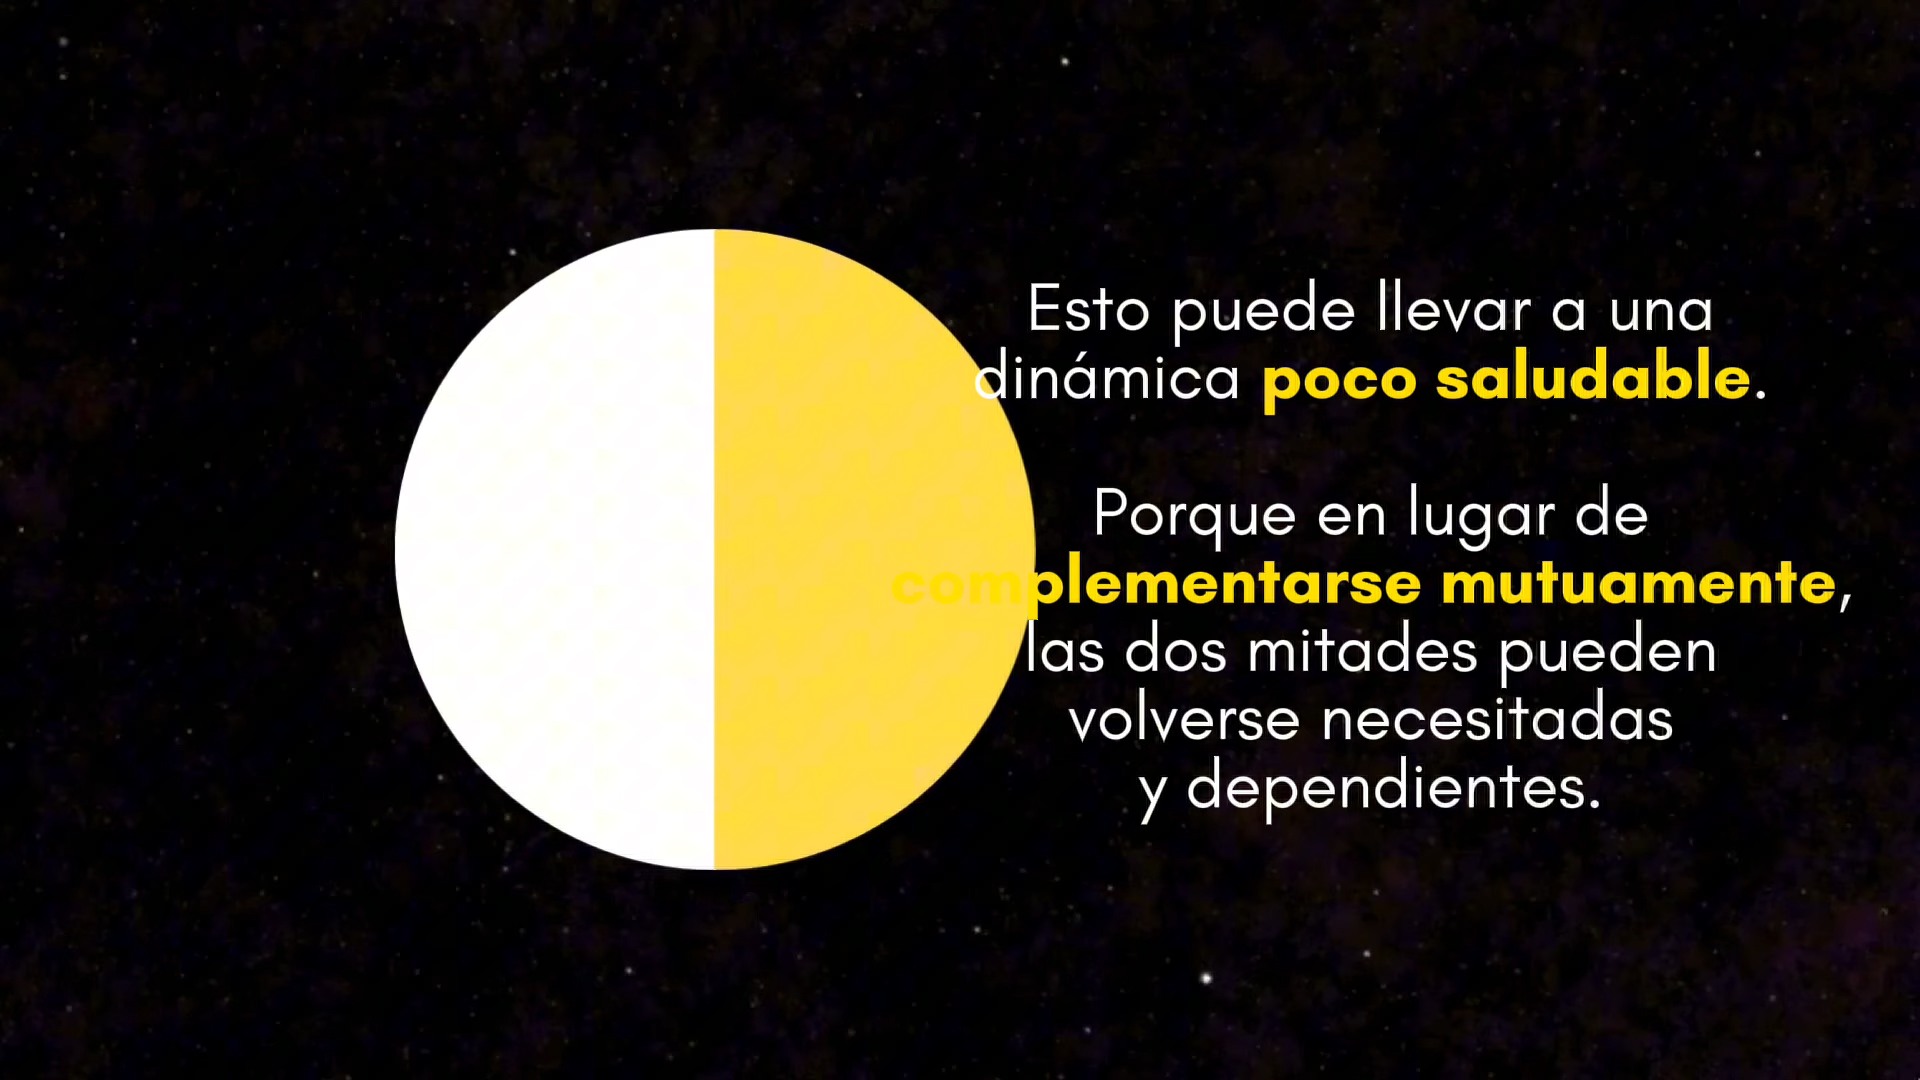 Esto puede llevar a una
dinámica poco saludable.
Porque en lugar de
complementarse mutuamente,
las dos mitades pueden
volverse necesitadas
y dependientes.